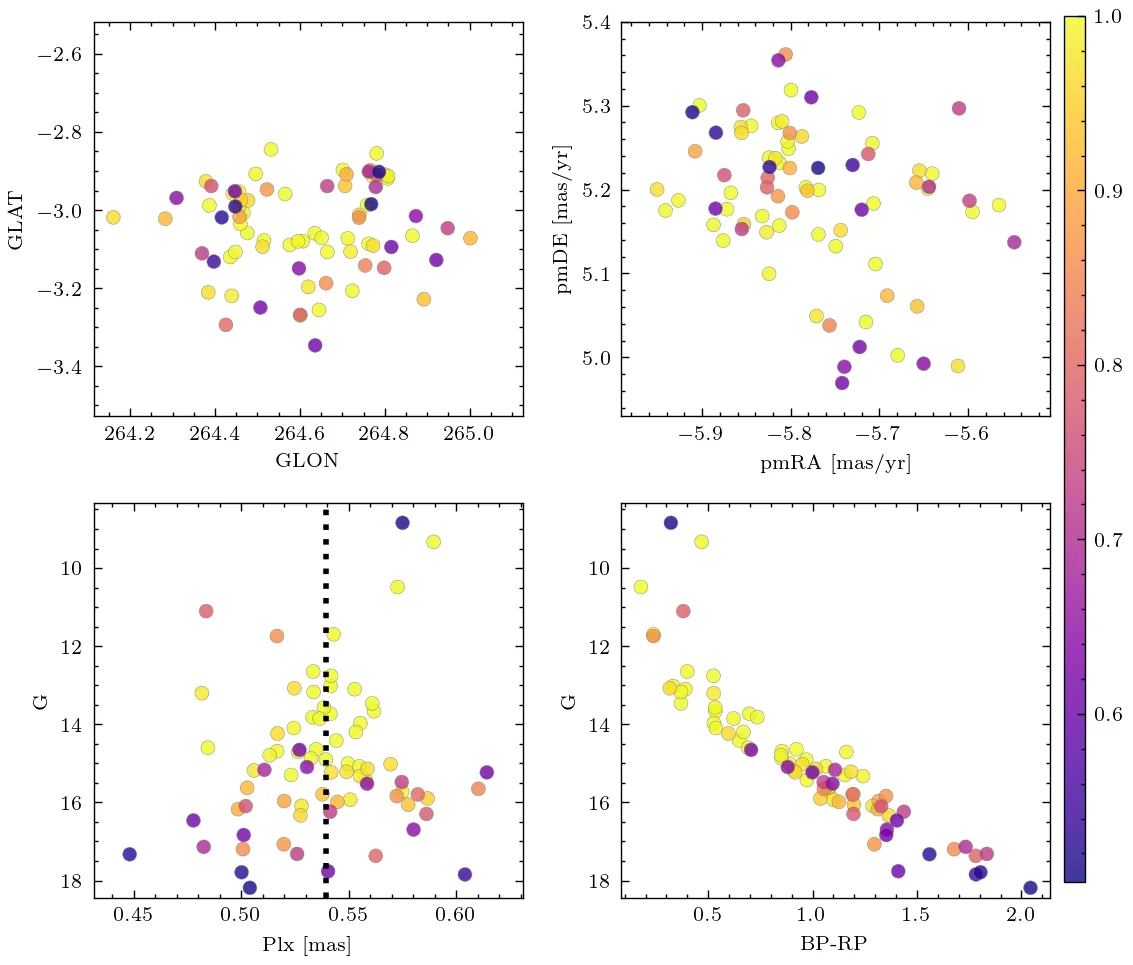 −2.6
−2.8
−3.0
−3.2
−3.4
GLAT
264.2 264.4 264.6 264.8 265.0
GLON
5.4
5.3
5.2
5.1
5.0
pmDE [mas/yr]
−5.9 −5.8 −5.7 −5.6
pmRA [mas/yr]
1.0
0.9
0.8
0.7
0.6
10
12
14
16
18
G
0.45 0.50 0.55 0.60
Plx [mas]
10
12
14
16
18
G
0.5 1.0 1.5 2.0
BP-RP